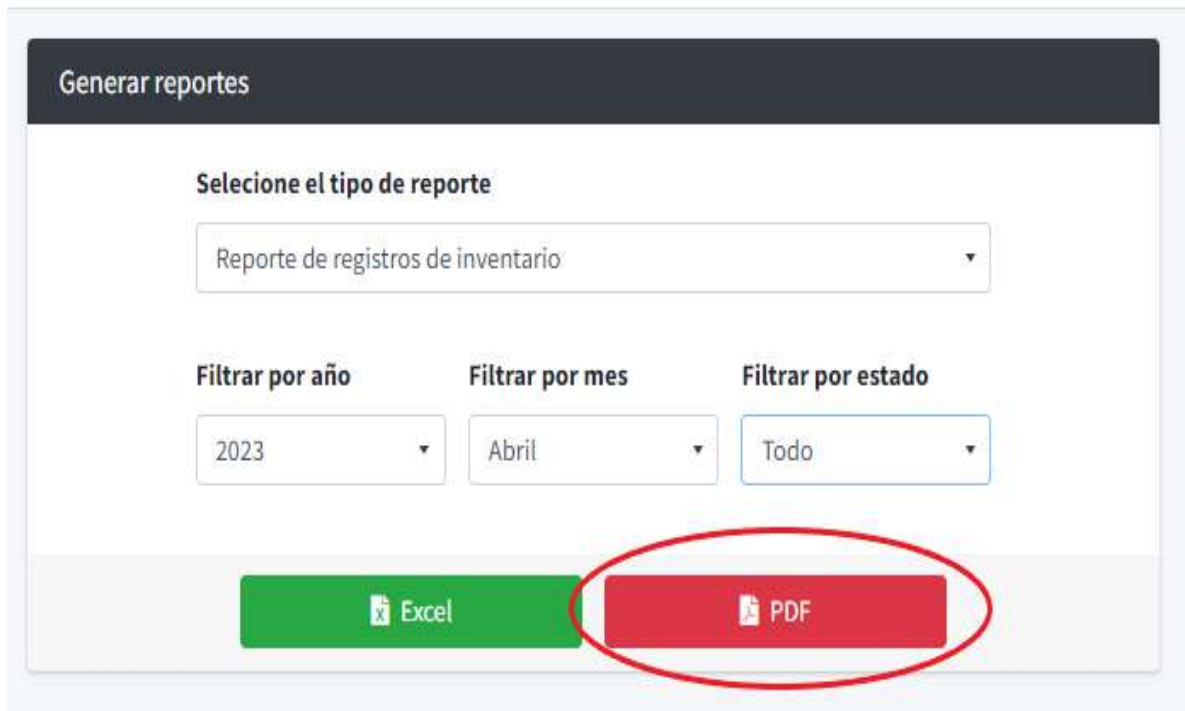 Generar reportes
Selecione el tipo de reporte
Reporte de registros de inventario
Filtrar por año Filtrar por mes Filtrar por estado
2023 Abril Todo
Excel PDF